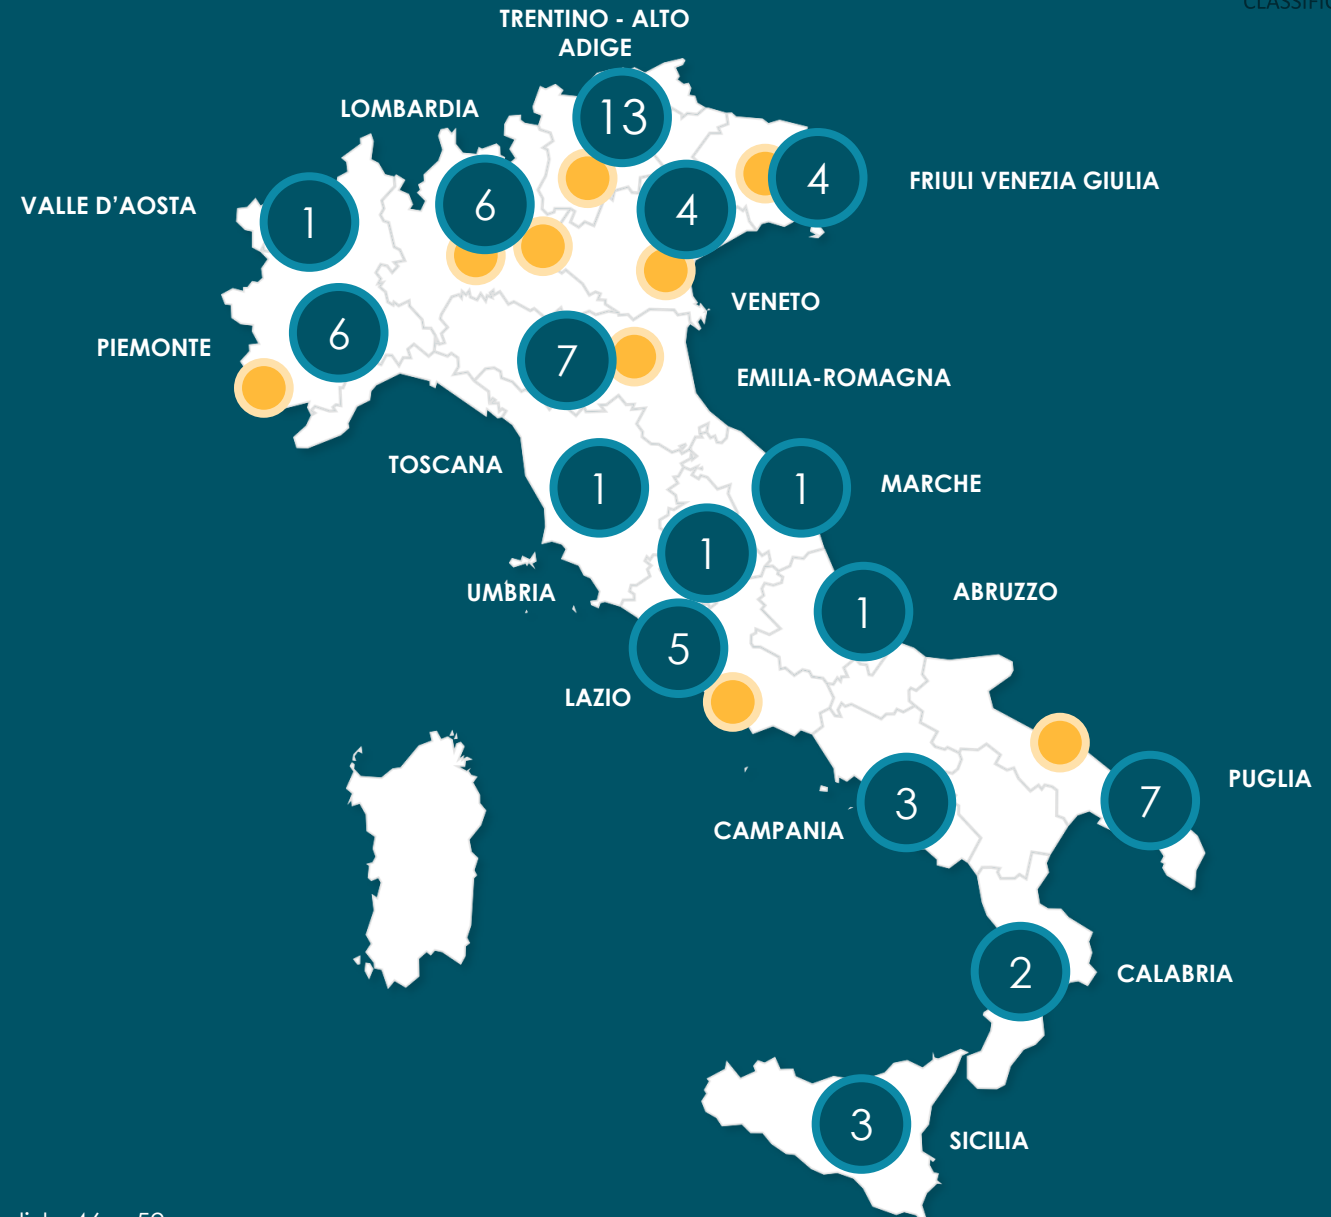 TRENTINO - ALTO
ADIGE
13
LOMBARDIA
6
4
FRIULI VENEZIA GIULIA
VALLE D'AOSTA
1
4
VENETO
PIEMONTE
6
7
EMILIA-ROMAGNA
TOSCANA
1
1
MARCHE
1
UMBRIA
1
ABRUZZO
5
LAZIO
3
CAMPANIA
7
PUGLIA
2
CALABRIA
3
SICILIA